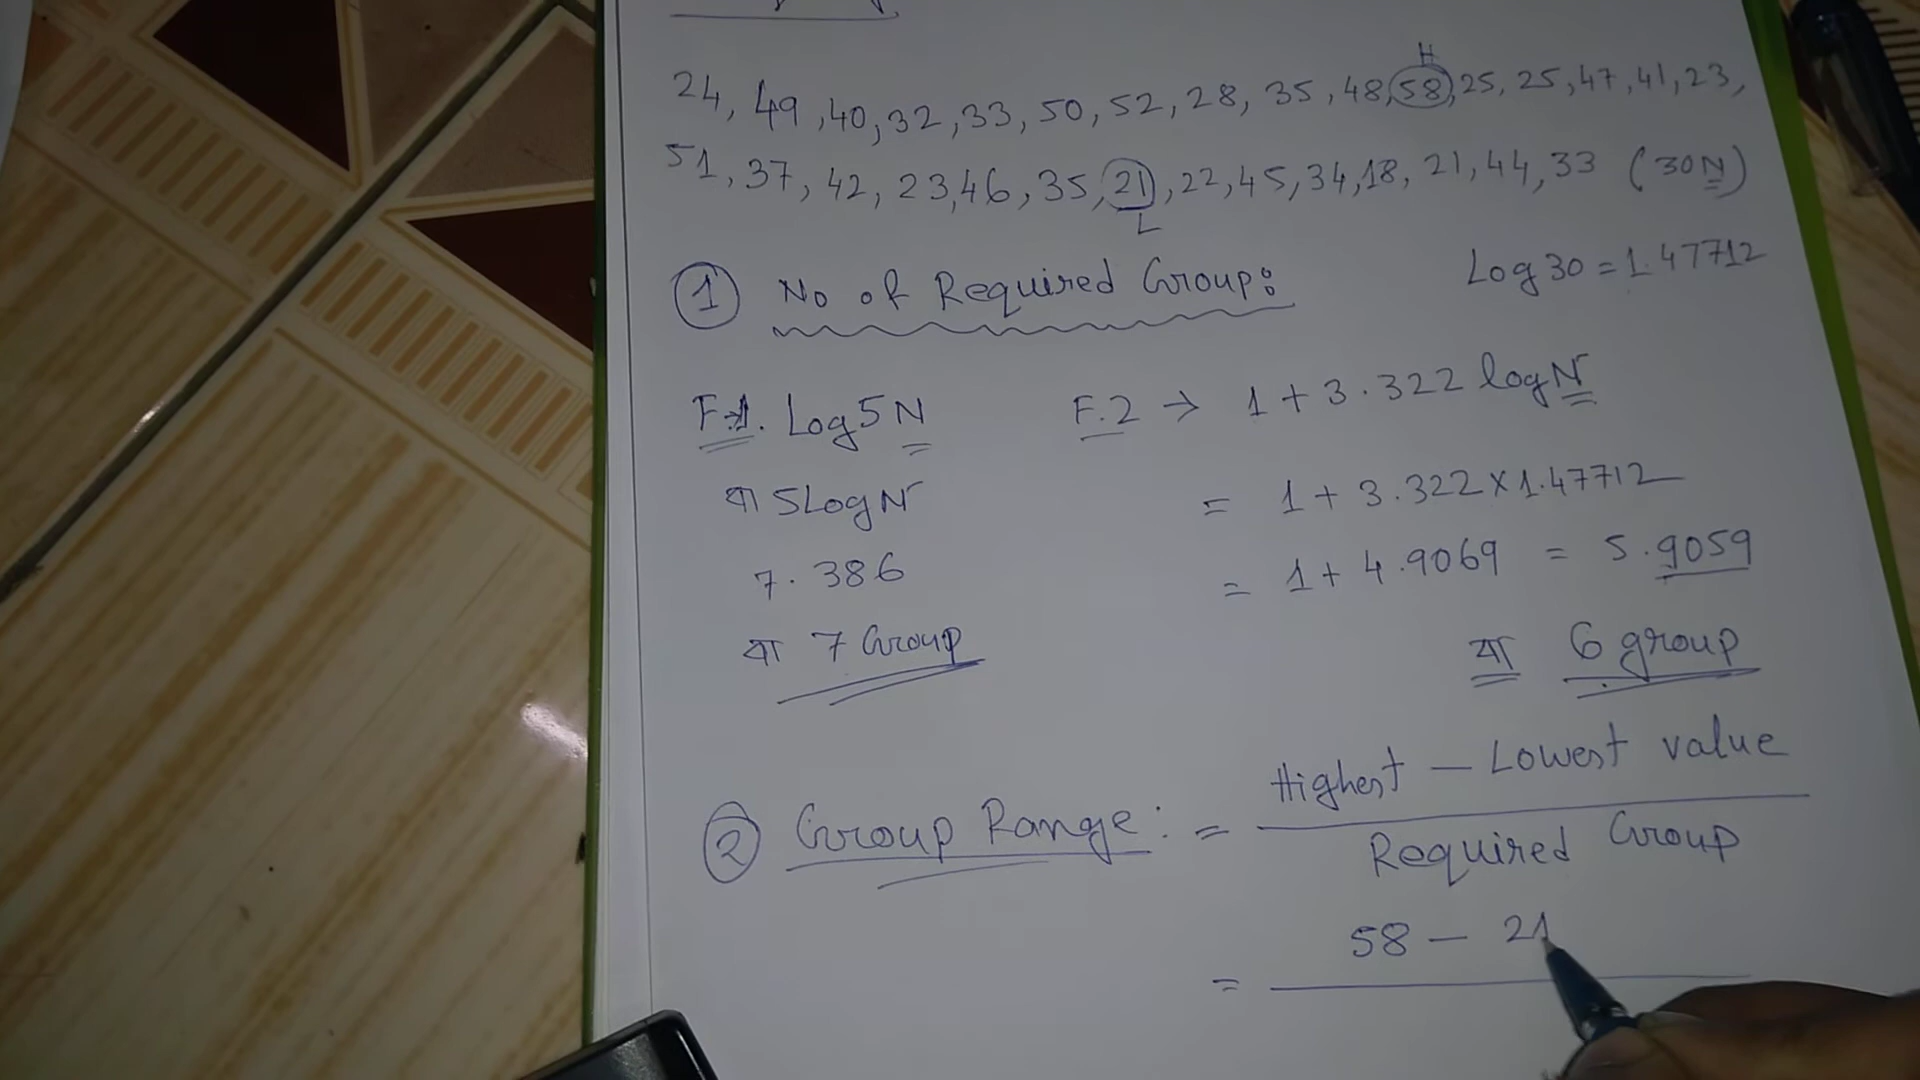 H
24, 49, 40, 32, 33, 50, 52, 28, 35, 48, 58, 25, 25, 47, 41, 23,
51, 37, 42, 23, 46, 35, 21, 22, 45, 34, 18, 21, 44, 33 (30N)
L
1 No of Required Group:
Log 30 = 1.47712
F.1. Log 5N
F.2 → 1 + 3.322 log N
या 5 Log N
= 1 + 3.322 x 1.47712
7.386
= 1 + 4.9069 = 5.9059
या 7 Group
या 6 group
2 Group Range: = Highest - Lowest value
Required Group
= 58 - 21